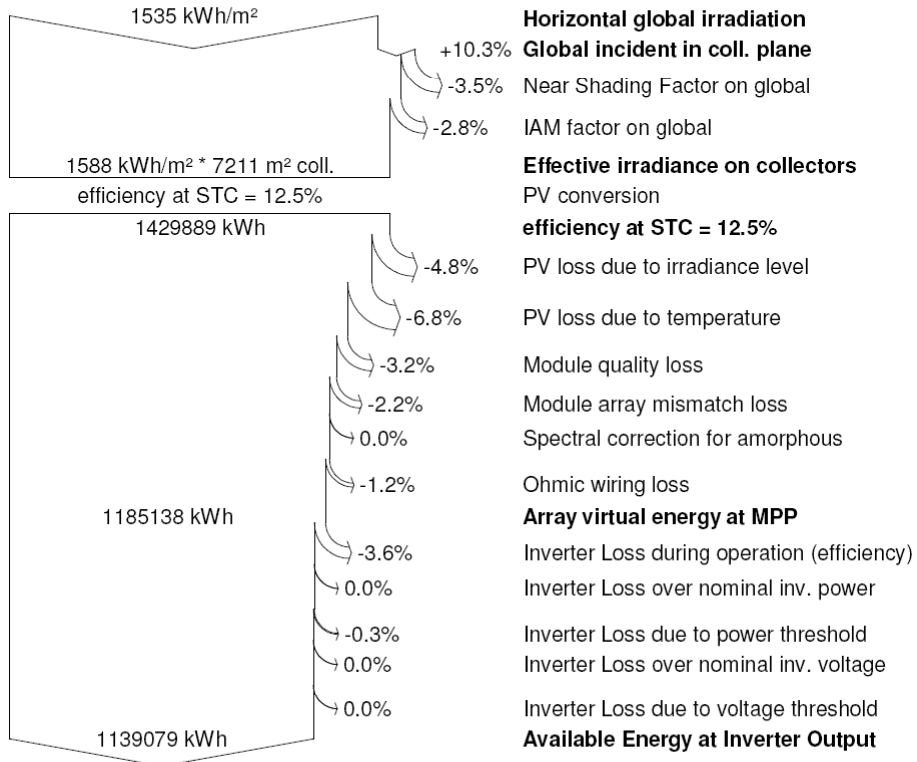 1535 kWh/m² Horizontal global irradiation
+10.3% Global incident in coll. plane
-3.5% Near Shading Factor on global
-2.8% IAM factor on global
1588 kWh/m² * 7211 m² coll. Effective irradiance on collectors
efficiency at STC = 12.5% PV conversion
1429889 kWh efficiency at STC = 12.5%
-4.8% PV loss due to irradiance level
-6.8% PV loss due to temperature
-3.2% Module quality loss
-2.2% Module array mismatch loss
0.0% Spectral correction for amorphous
-1.2% Ohmic wiring loss
1185138 kWh Array virtual energy at MPP
-3.6% Inverter Loss during operation (efficiency)
0.0% Inverter Loss over nominal inv. power
-0.3% Inverter Loss due to power threshold
0.0% Inverter Loss over nominal inv. voltage
0.0% Inverter Loss due to voltage threshold
1139079 kWh Available Energy at Inverter Output